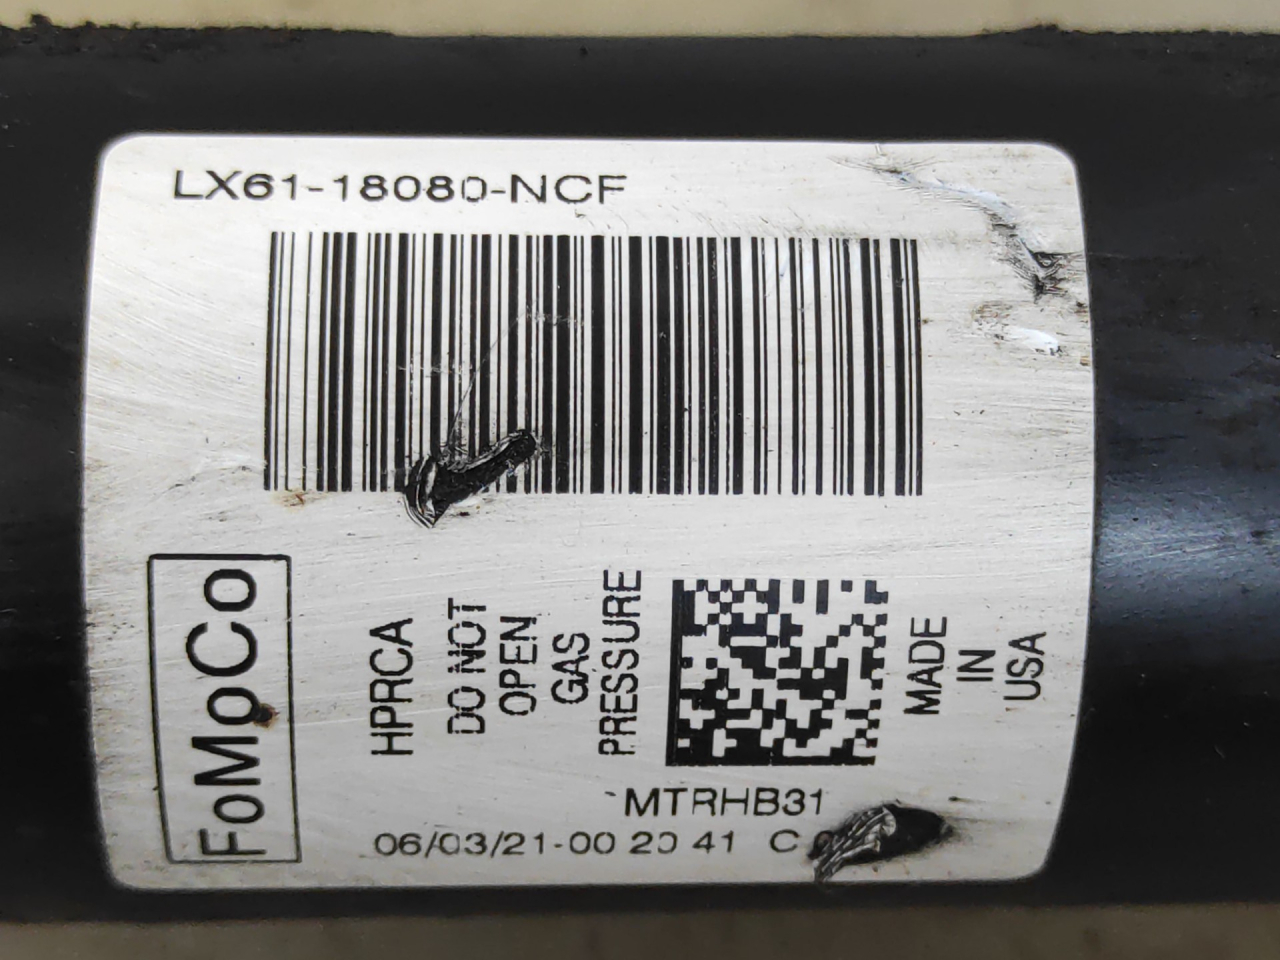 LX61-18080-NCF
FoMoCo
HPRCA
DO NOT
OPEN
GAS
PRESSURE
MADE
IN
USA
MTRHB31
06/03/21-00 20 41 C